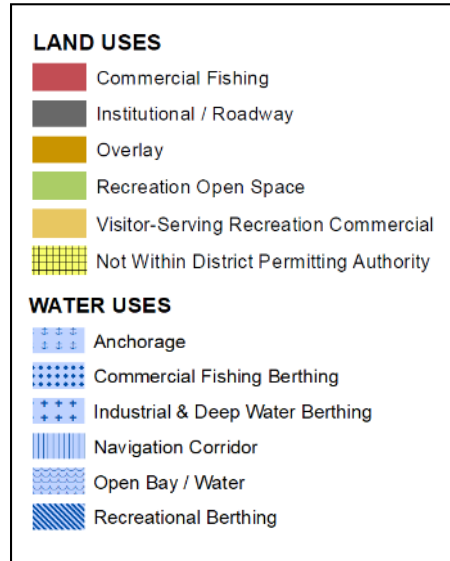 LAND USES
Commercial Fishing
Institutional / Roadway
Overlay
Recreation Open Space
Visitor-Serving Recreation Commercial
Not Within District Permitting Authority
WATER USES
Anchorage
Commercial Fishing Berthing
Industrial & Deep Water Berthing
Navigation Corridor
Open Bay / Water
Recreational Berthing